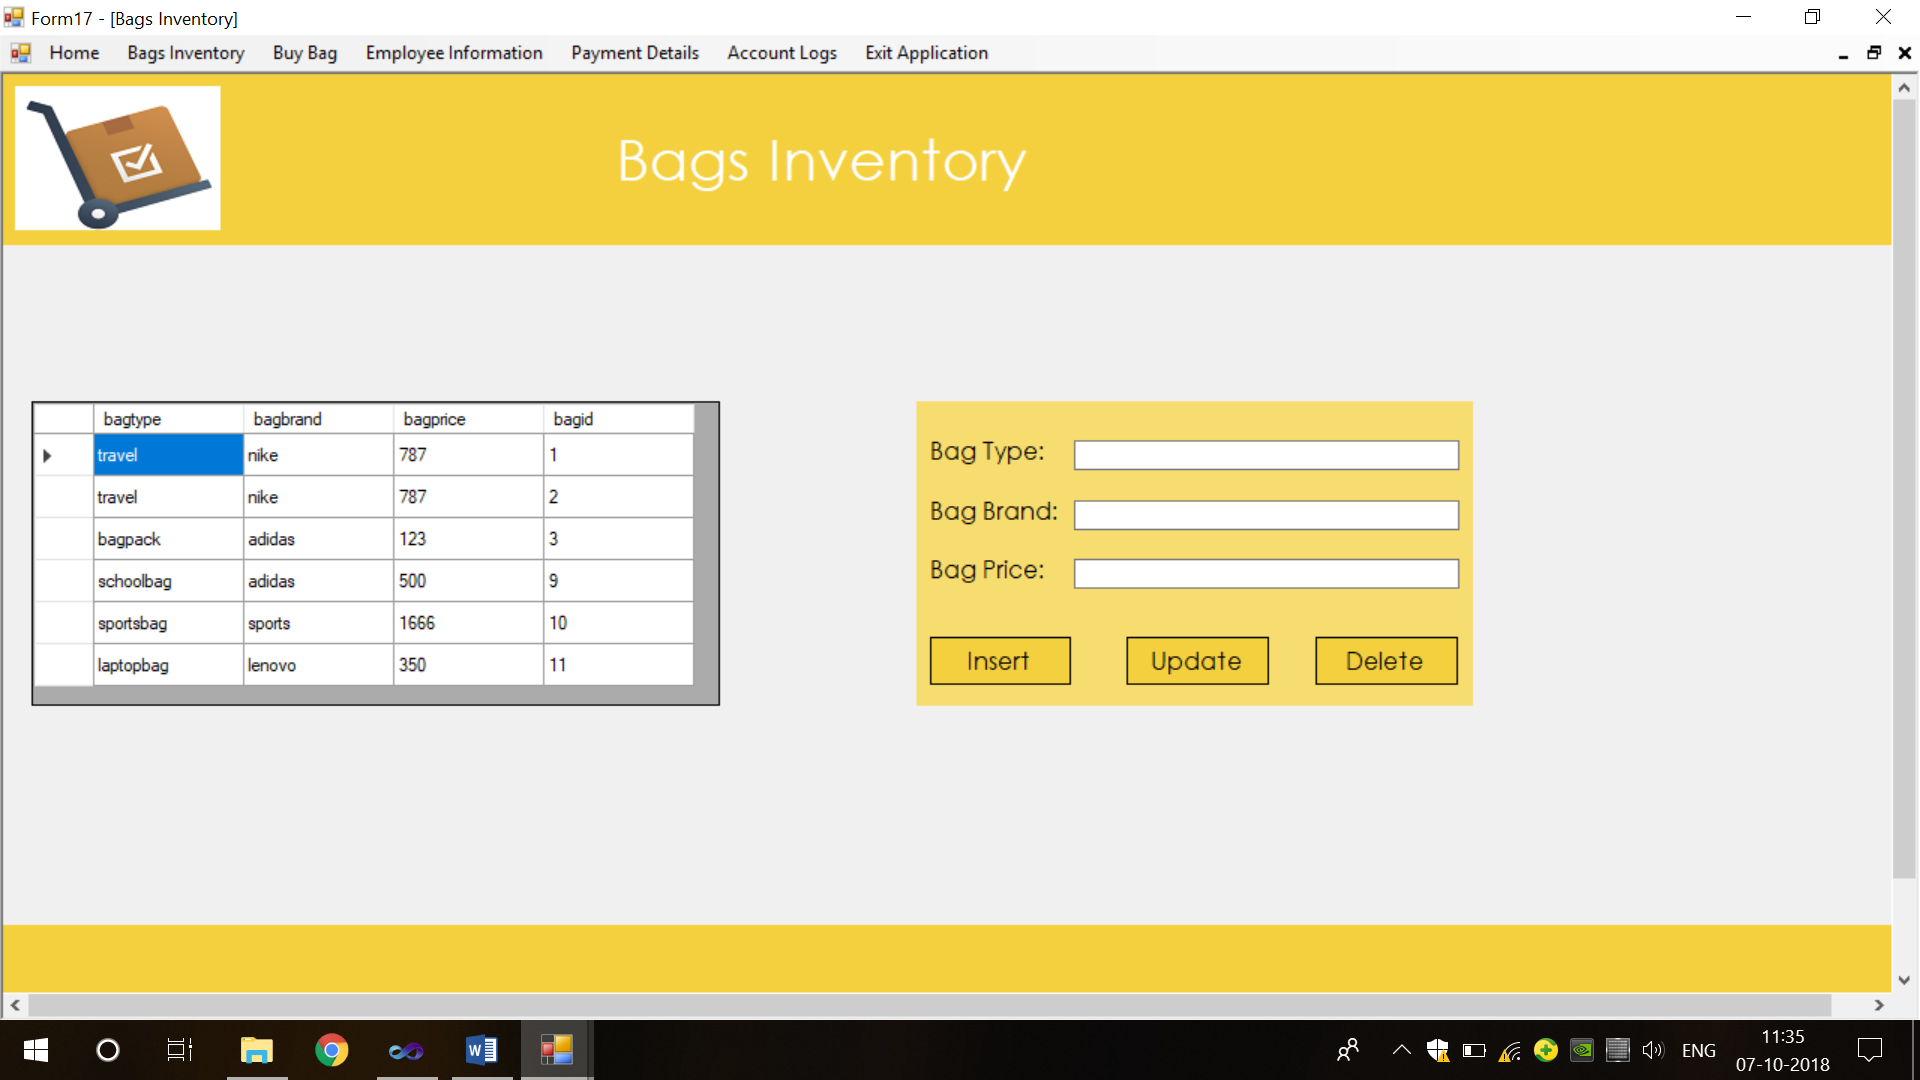 Form17 - [Bags Inventory]
Home Bags Inventory Buy Bag Employee Information Payment Details Account Logs Exit Application
Bags Inventory
bagtype bagbrand bagprice bagid
travel nike 787 1
travel nike 787 2
bagpack adidas 123 3
schoolbag adidas 500 9
sportsbag sports 1666 10
laptopbag lenovo 350 11
Bag Type:
Bag Brand:
Bag Price:
Insert Update Delete
ENG
11:35
07-10-2018